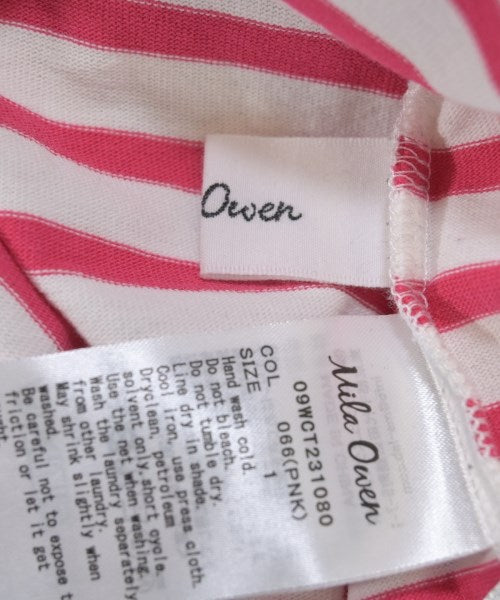 Owen
Mila Owen
09WCT231080
COL 066(PNK)
SIZE 1
Hand wash cold.
Do not bleach.
Do not tumble dry.
Line dry in shade.
Cool iron, use press cloth.
Dryclean, petroleum
solvent only,short cycle.
Use the net when washing.
Wash the laundry separately
from other laundry.
May shrink slightly when
washed.
Be careful not to expose to
friction or let it get